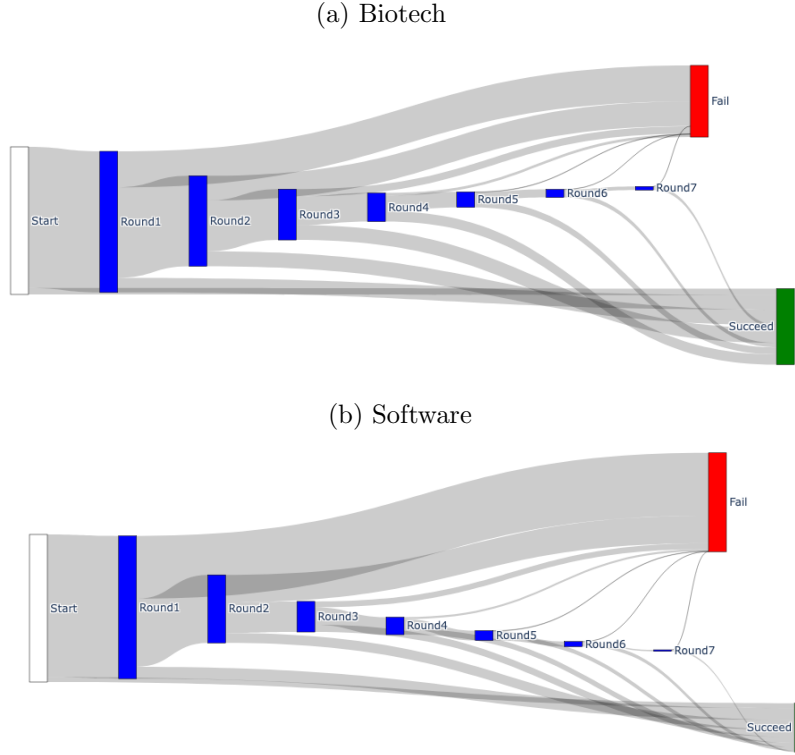 (a) Biotech
Fail
Start
Round1
Round2
Round3
Round4
Round5
Round6
Round7
Succeed
(b) Software
Fail
Start
Round1
Round2
Round3
Round4
Round5
Round6
Round7
Succeed